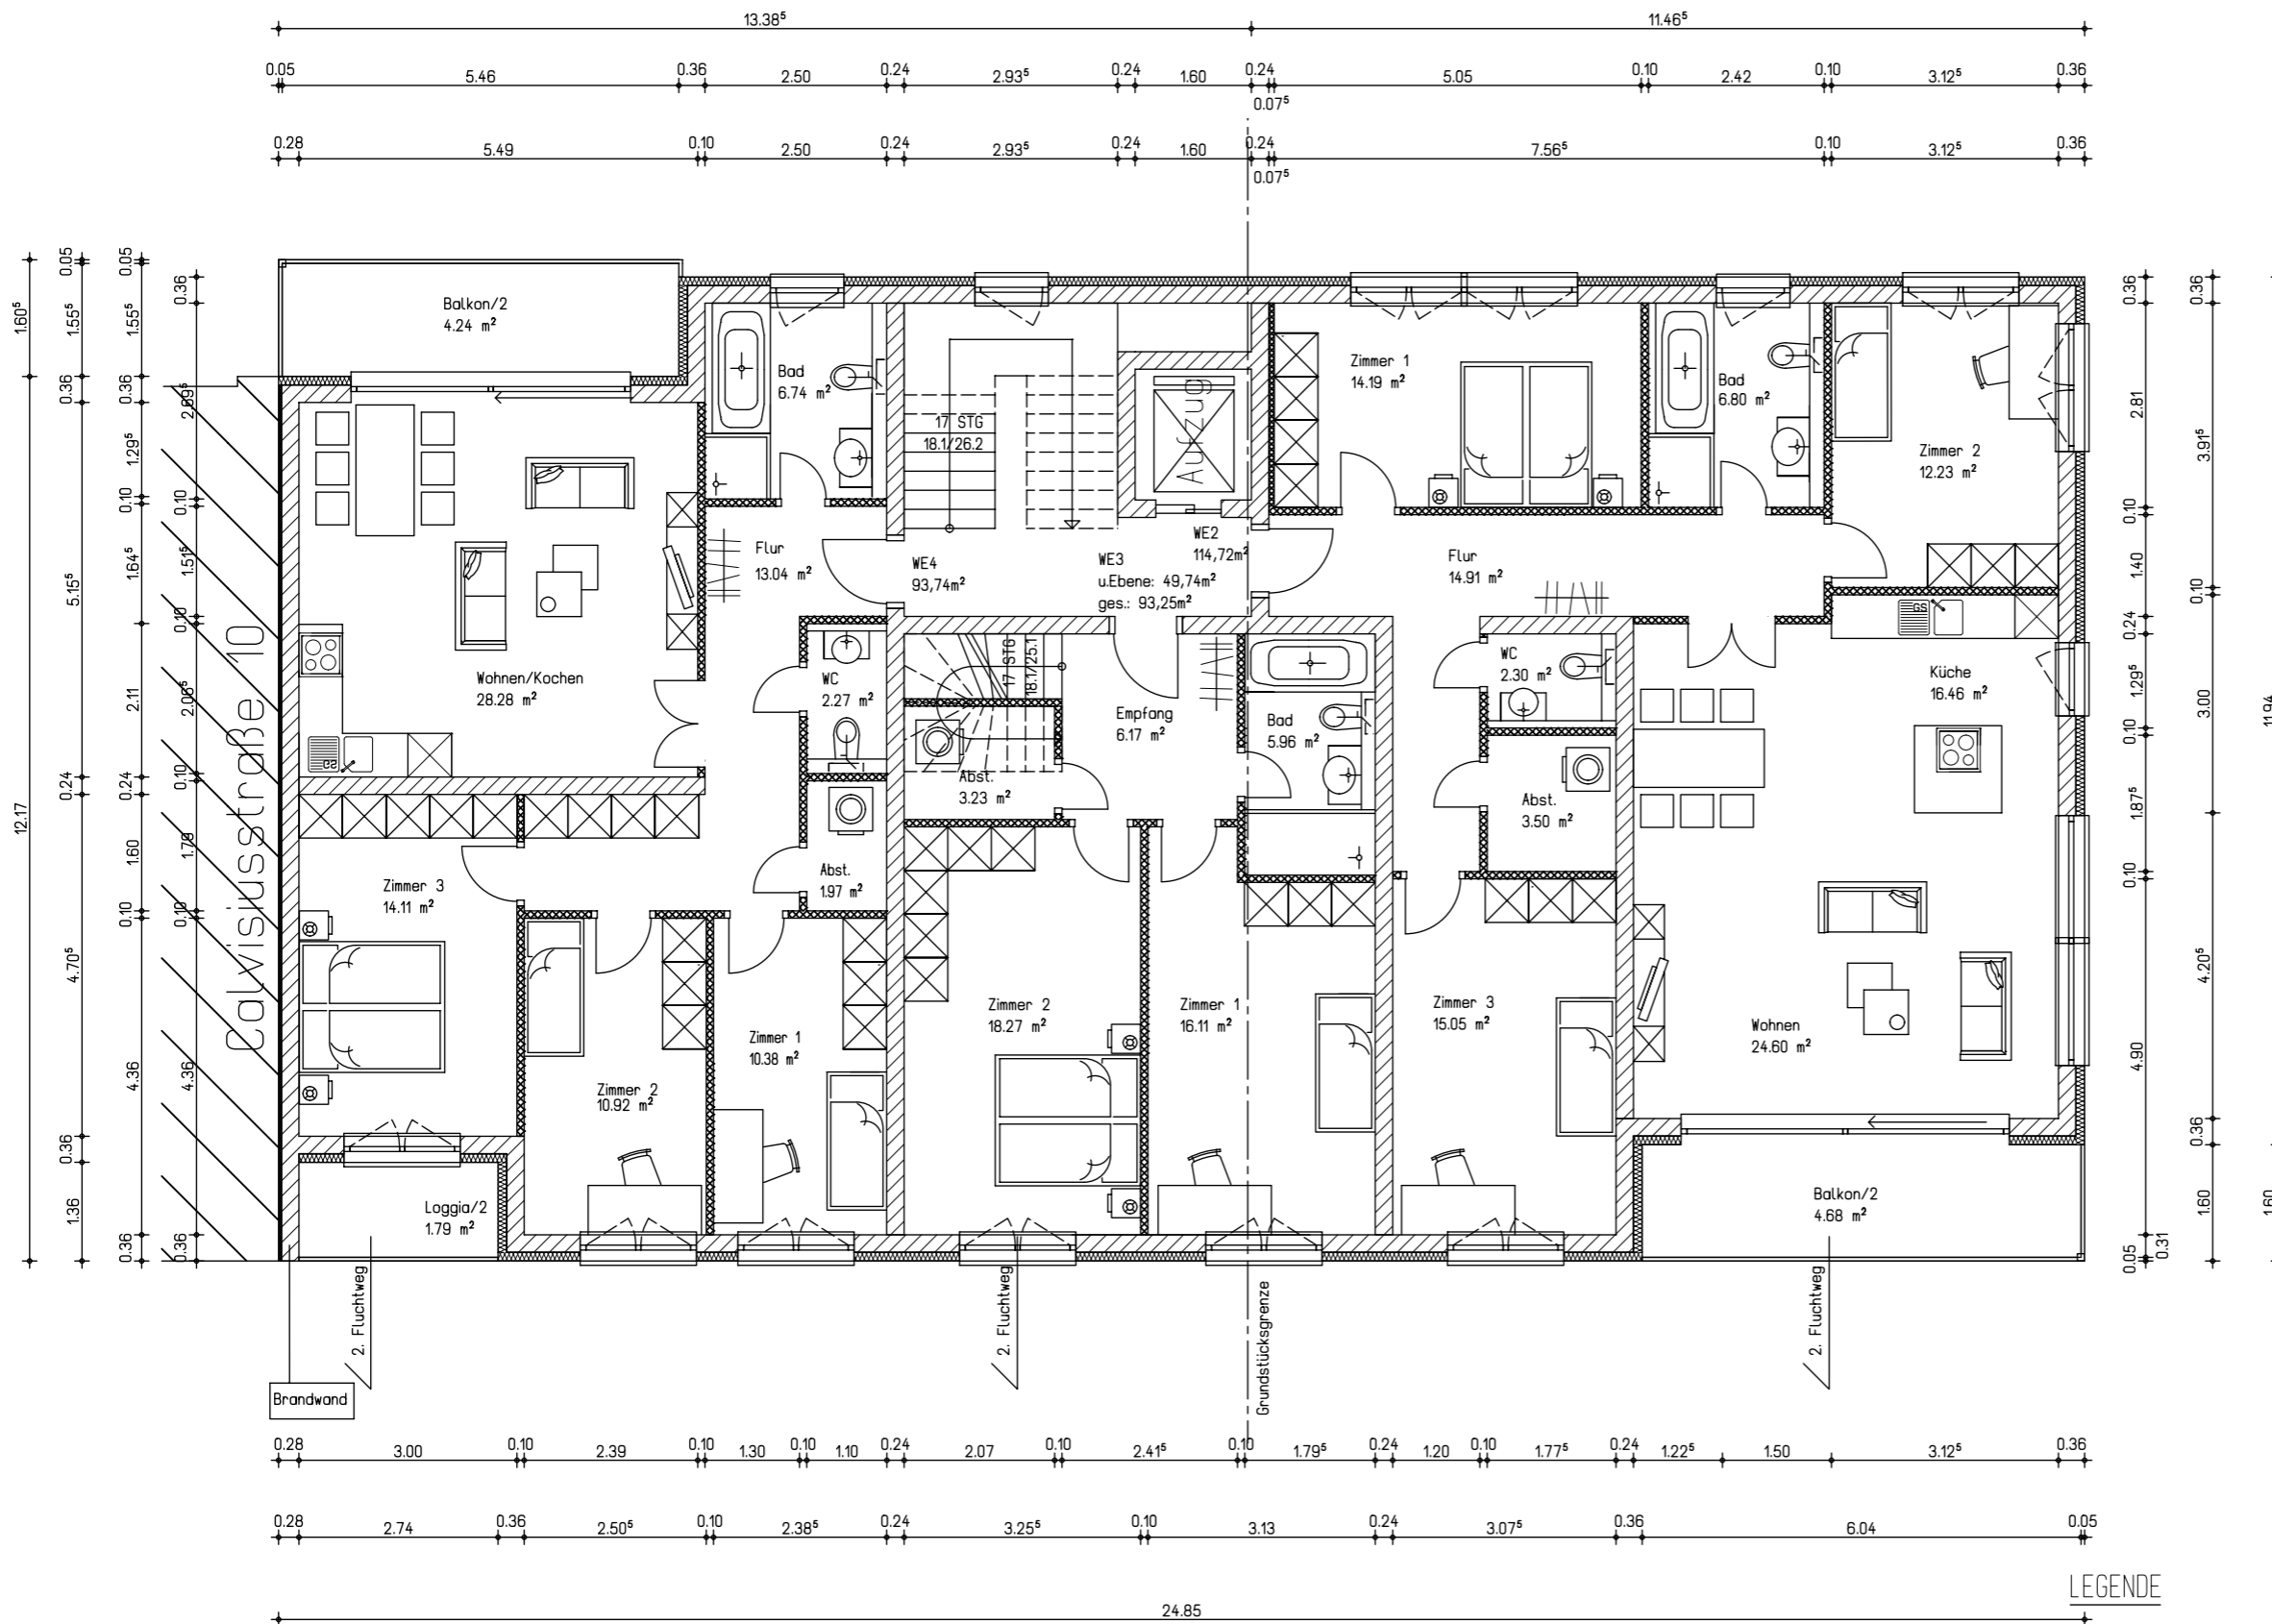 13.38⁵ 11.46⁵
0.05 5.46 0.36 2.50 0.24 2.93⁵ 0.24 1.60 0.24 5.05 0.10 2.42 0.10 3.12⁵ 0.36
0.07⁵
0.28 5.49 0.10 2.50 0.24 2.93⁵ 0.24 1.60 0.24 7.56⁵ 0.10 3.12⁵ 0.36
0.07⁵
12.17 1.60⁵
0.05 1.55⁵ 0.36 5.15⁵ 0.24 4.70⁵ 0.36 1.36
0.05 1.55⁵ 0.36 1.29⁵ 0.10 1.64⁵ 2.11 0.24 1.60 0.10 4.36 0.36
0.36 2.69⁵ 0.10 1.51⁵ 0.10 2.06⁵ 0.10 1.79 0.10 4.36 0.36
Calvisiusstraße 10
Balkon/2
4.24 m²
Bad
6.74 m²
17 STG
18.1/26.2
Aufzug
Zimmer 1
14.19 m²
Bad
6.80 m²
Zimmer 2
12.23 m²
Flur
13.04 m²
WE4
93,74m²
WE3
u.Ebene: 49,74m²
ges.: 93,25m²
WE2
114,72m²
Flur
14.91 m²
GS
Wohnen/Kochen
28.28 m²
GS
WC
2.27 m²
17 STG
18.1/25.1
Empfang
6.17 m²
Bad
5.96 m²
WC
2.30 m²
Küche
16.46 m²
Abst.
3.23 m²
Abst.
3.50 m²
Abst.
1.97 m²
Zimmer 3
14.11 m²
Zimmer 2
10.92 m²
Zimmer 1
10.38 m²
Zimmer 2
18.27 m²
Zimmer 1
16.11 m²
Zimmer 3
15.05 m²
Wohnen
24.60 m²
Loggia/2
1.79 m²
Balkon/2
4.68 m²
0.36 2.81 0.10 1.40 0.24 1.29⁵ 0.10 1.87⁵ 0.10 4.90 0.05
0.31
0.36 3.91⁵ 0.10 3.00 4.20⁵ 0.36 1.60
11.94 1.60
2. Fluchtweg
2. Fluchtweg
Grundstücksgrenze
2. Fluchtweg
Brandwand
0.28 3.00 0.10 2.39 0.10 1.30 0.10 1.10 0.24 2.07 0.10 2.41⁵ 0.10 1.79⁵ 0.24 1.20 0.10 1.77⁵ 0.24 1.22⁵ 1.50 3.12⁵ 0.36
0.28 2.74 0.36 2.50⁵ 0.10 2.38⁵ 0.24 3.25⁵ 0.10 3.13 0.24 3.07⁵ 0.36 6.04 0.05
LEGENDE
24.85